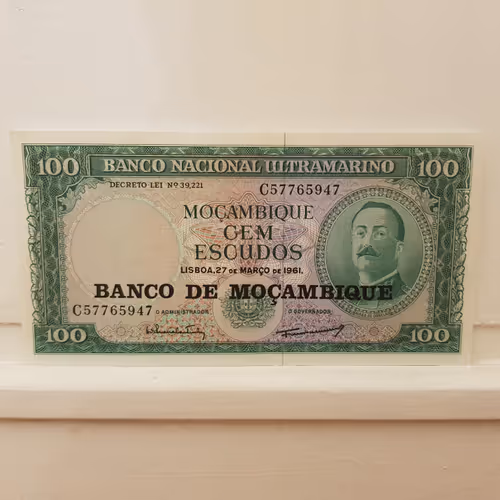 100 BANCO NACIONAL ULTRAMARINO 100
DECRETO-LEI Nº 39,221
C57765947
MOÇAMBIQUE
CEM
ESCUDOS
LISBOA, 27 DE MARÇO DE 1961.
BANCO DE MOÇAMBIQUE
C57765947
O ADMINISTRADOR
O GOVERNADOR
100 100